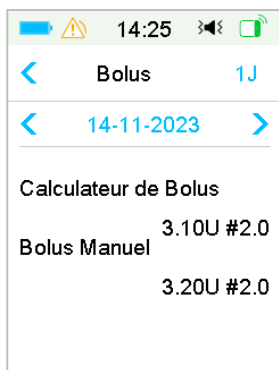 14:25
Bolus 1J
14-11-2023
Calculateur de Bolus
3.10U #2.0
Bolus Manuel
3.20U #2.0